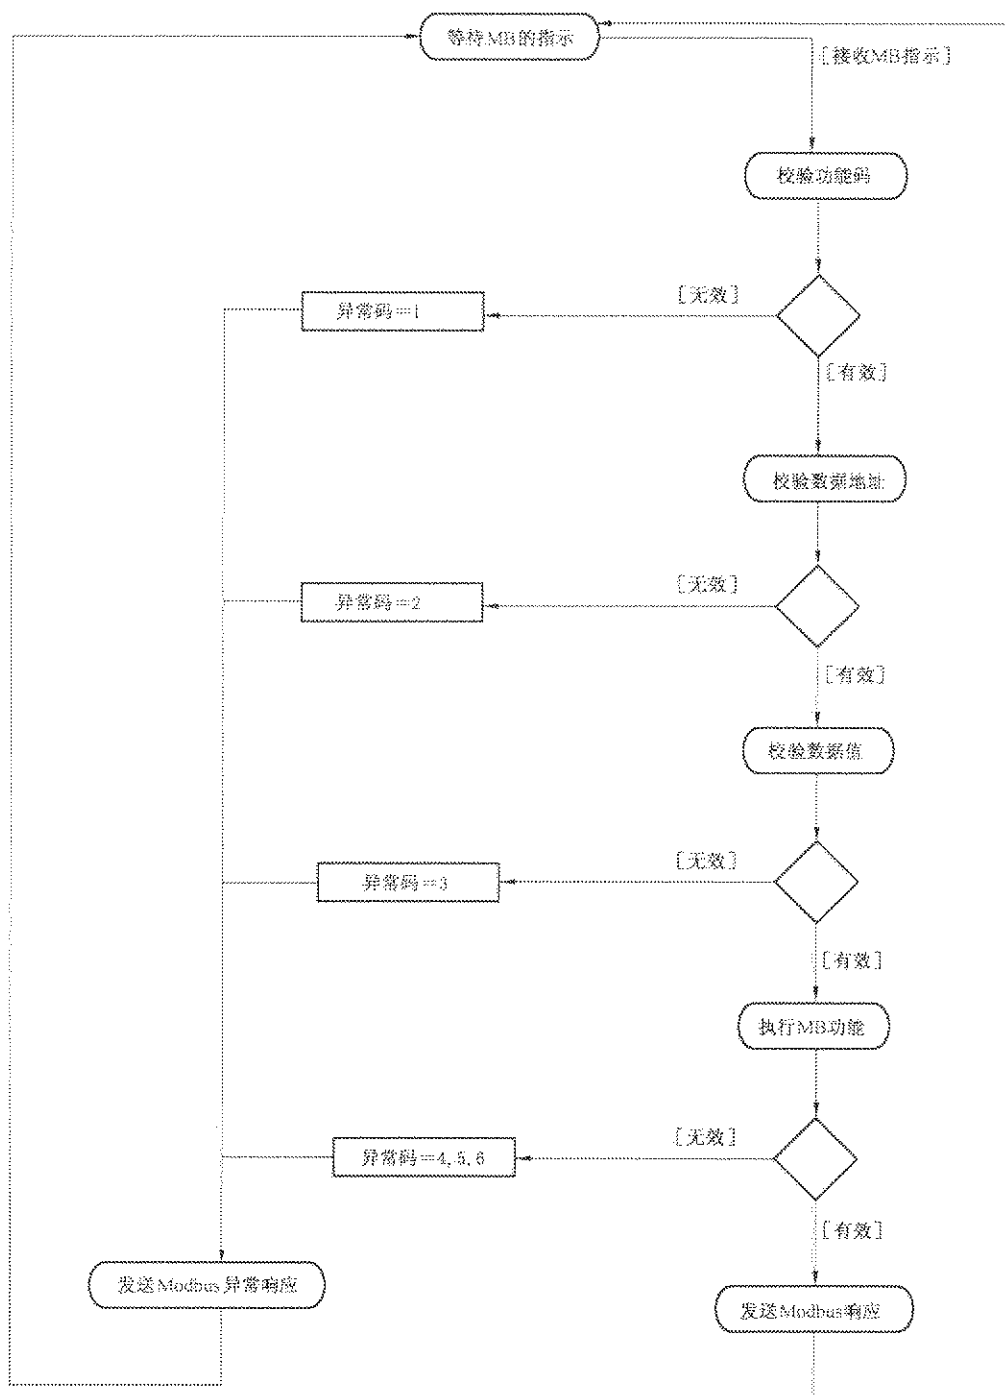 等待MB的指示
[接收MB指示]
校验功能码
[无效]
异常码=1
[有效]
校验数据地址
[无效]
异常码=2
[有效]
校验数据值
[无效]
异常码=3
[有效]
执行MB功能
[无效]
异常码=4,5,6
[有效]
发送Modbus异常响应
发送Modbus响应